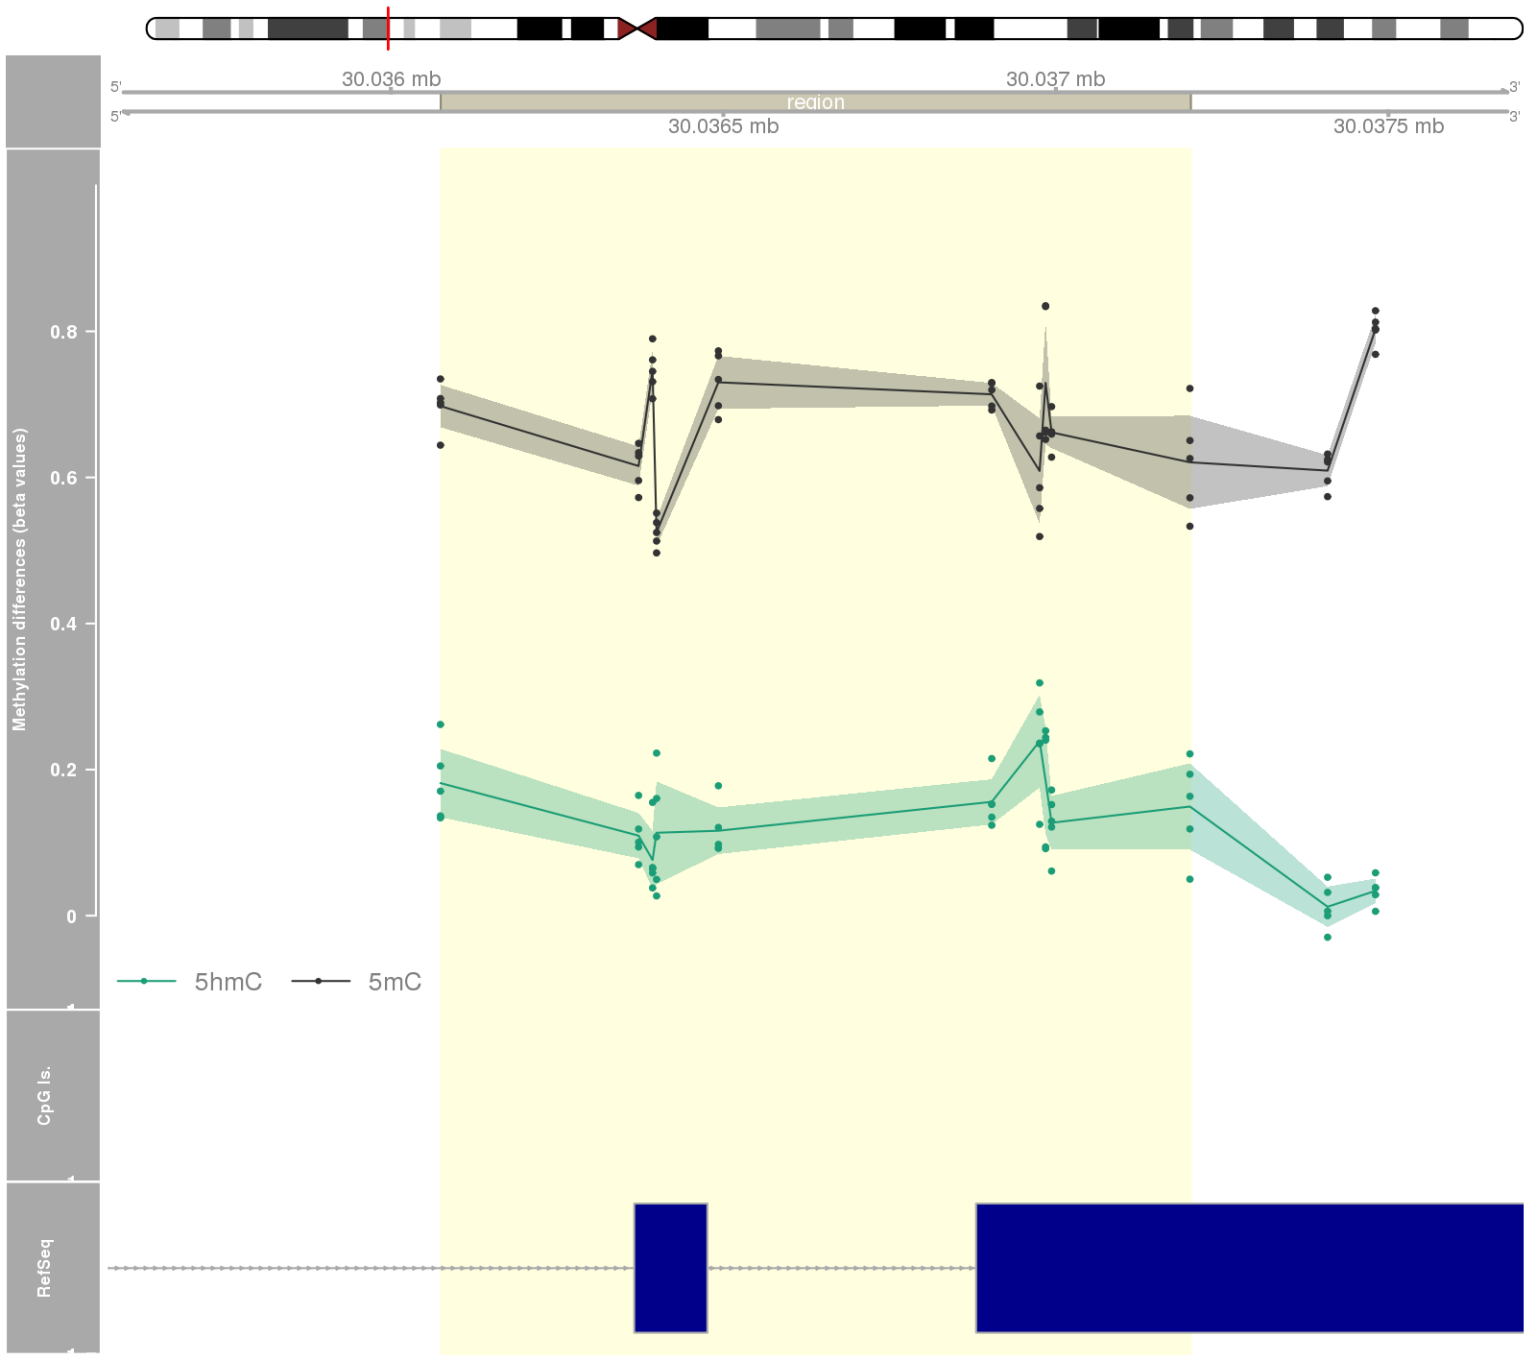 30.036 mb
30.037 mb
5'
3'
region
5'
3'
30.0365 mb
30.0375 mb
Methylation differences (beta values)
0.8
0.6
0.4
0.2
0
5hmC
5mC
CpG Is.
RefSeq